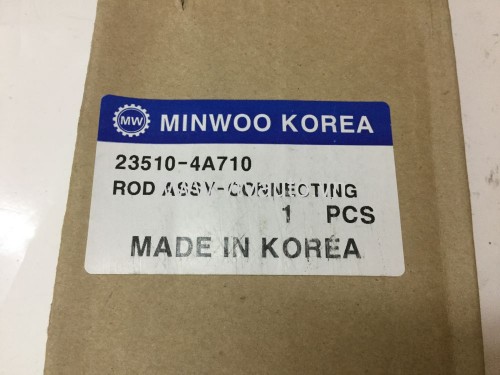 MW MINWOO KOREA
23510-4A710
ROD ASSY-CONNECTING
1 PCS
MADE IN KOREA